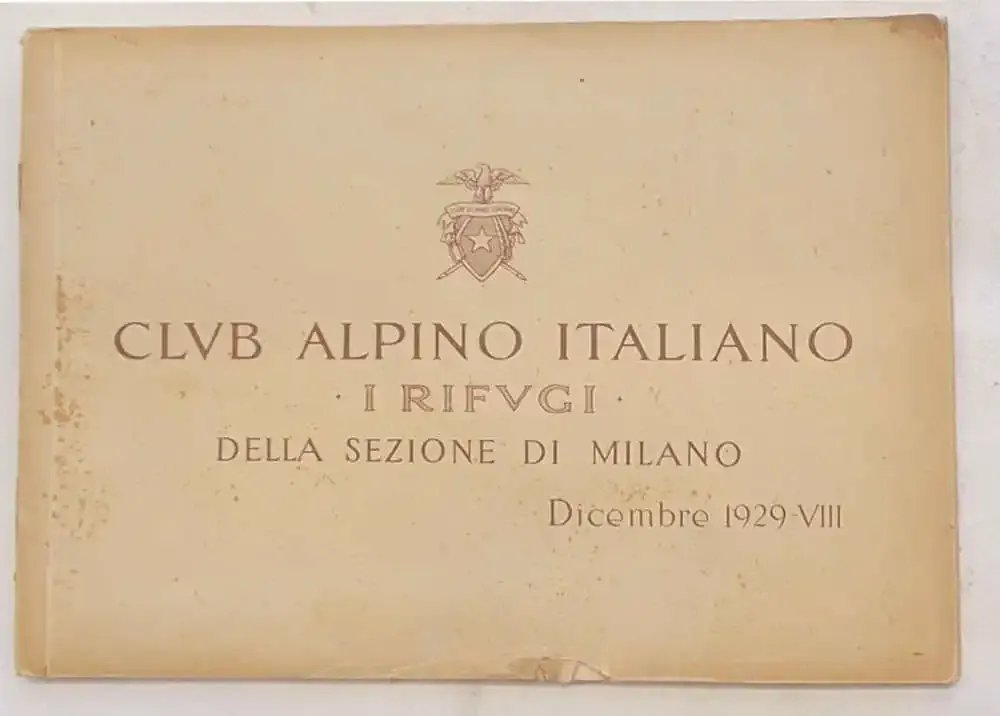 CLVB ALPINO ITALIANO
· I RIFVGI ·
DELLA SEZIONE DI MILANO
Dicembre 1929-VIII